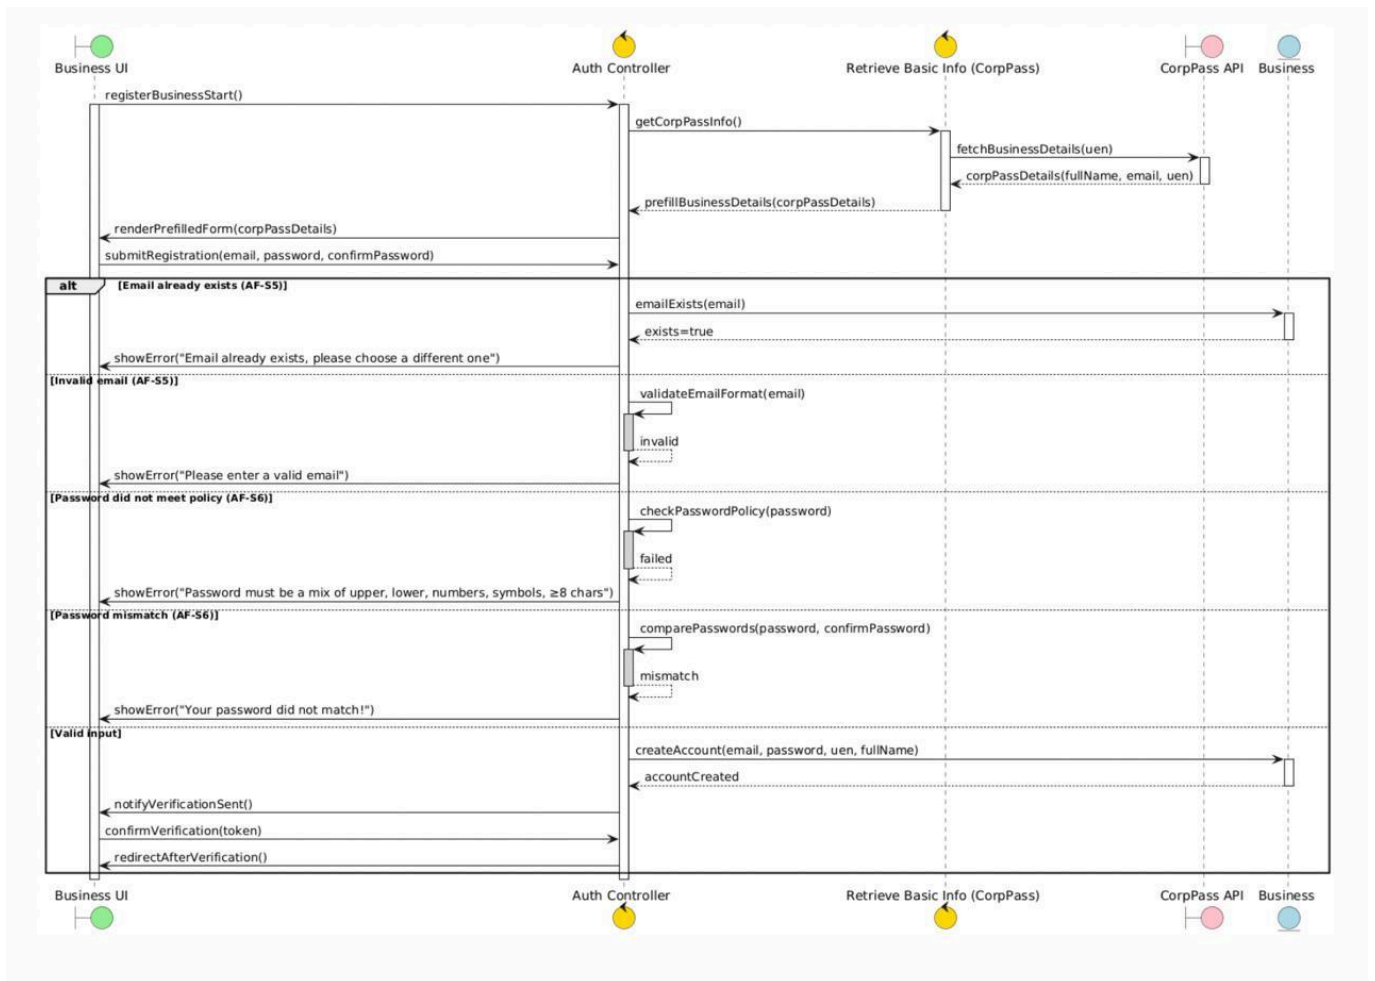 Business UI
Auth Controller
Retrieve Basic Info (CorpPass)
CorpPass API
Business
registerBusinessStart()
getCorpPassInfo()
fetchBusinessDetails(uen)
corpPassDetails(fullName, email, uen)
prefillBusinessDetails(corpPassDetails)
renderPrefilledForm(corpPassDetails)
submitRegistration(email, password, confirmPassword)
alt [Email already exists (AF-S5)]
emailExists(email)
exists=true
showError("Email already exists, please choose a different one")
[Invalid email (AF-S5)]
validateEmailFormat(email)
invalid
showError("Please enter a valid email")
[Password did not meet policy (AF-S6)]
checkPasswordPolicy(password)
failed
showError("Password must be a mix of upper, lower, numbers, symbols, ≥8 chars")
[Password mismatch (AF-S6)]
comparePasswords(password, confirmPassword)
mismatch
showError("Your password did not match!")
[Valid input]
createAccount(email, password, uen, fullName)
accountCreated
notifyVerificationSent()
confirmVerification(token)
redirectAfterVerification()
Business UI
Auth Controller
Retrieve Basic Info (CorpPass)
CorpPass API
Business